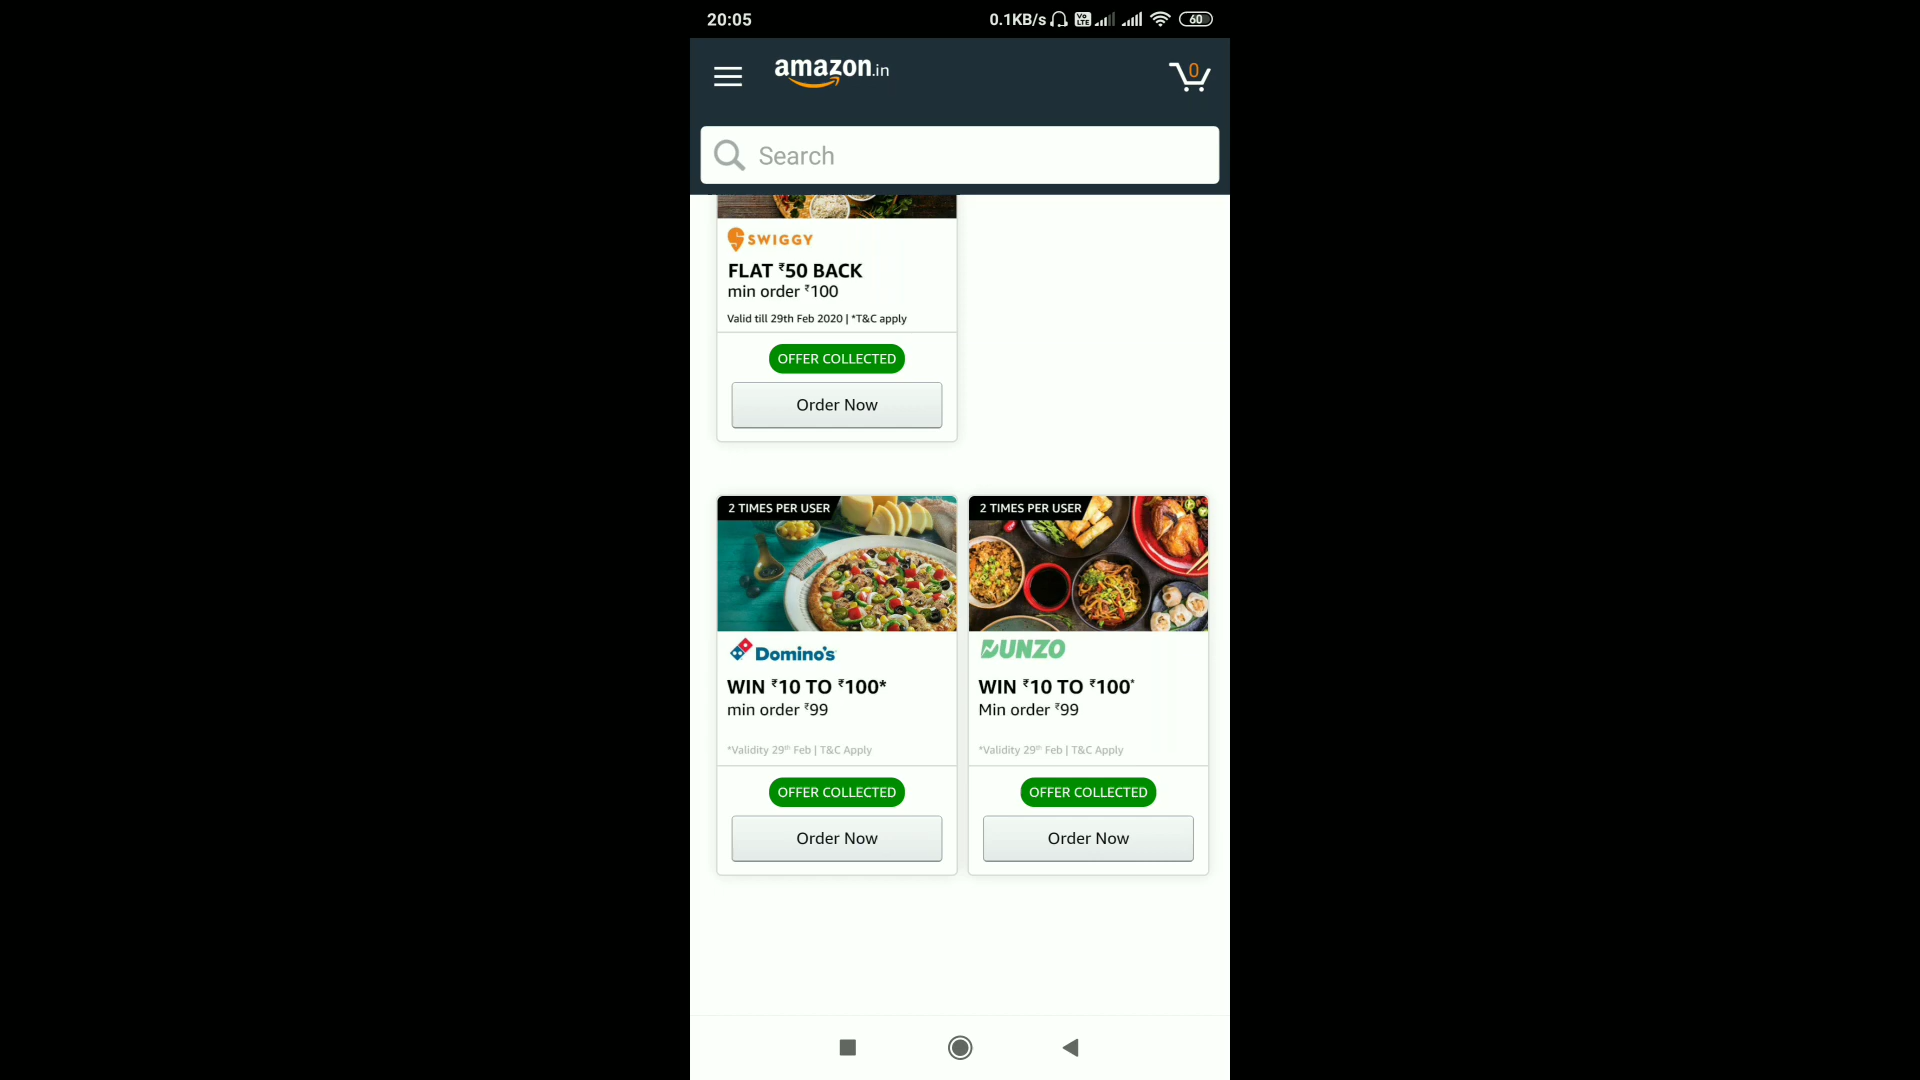 20:05
0.1KB/s
Vo LTE
60
amazon.in
0
Search
SWIGGY
FLAT ₹50 BACK
min order ₹100
Valid till 29th Feb 2020 | *T&C apply
OFFER COLLECTED
Order Now
2 TIMES PER USER
Domino's
WIN ₹10 TO ₹100*
min order ₹99
*Validity 29th Feb | T&C Apply
OFFER COLLECTED
Order Now
2 TIMES PER USER
DUNZO
WIN ₹10 TO ₹100*
Min order ₹99
*Validity 29th Feb | T&C Apply
OFFER COLLECTED
Order Now